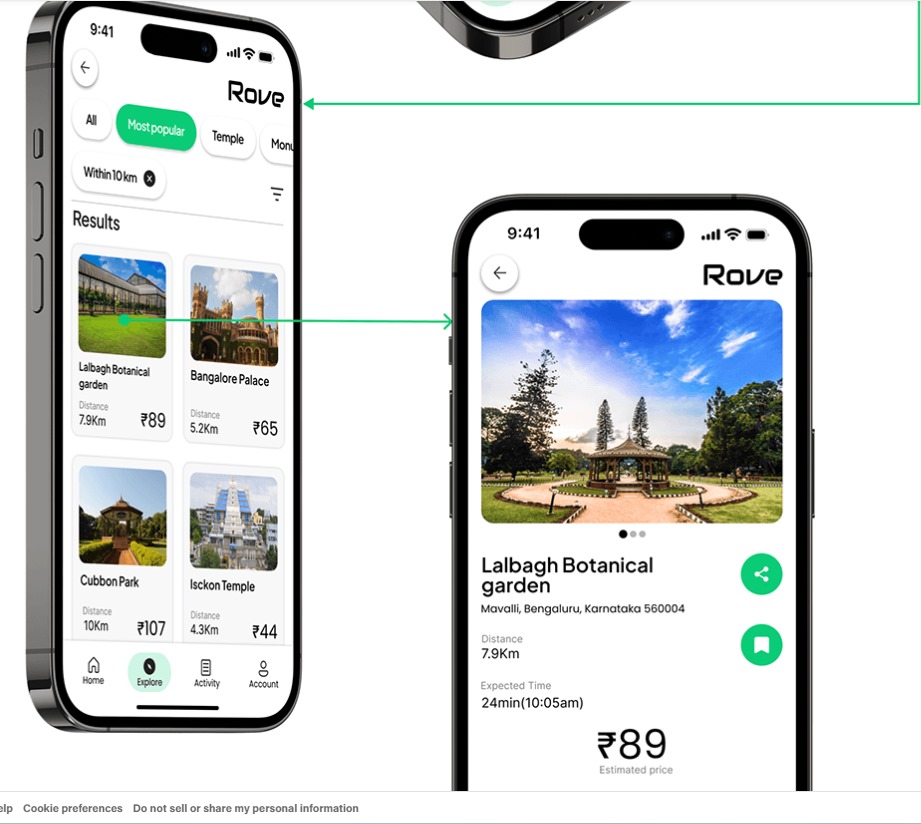 9:41
Rove
All
Most popular
Temple
Monu
Within 10 km
Results
Lalbagh Botanical
garden
Distance
7.9Km
₹89
Bangalore Palace
Distance
5.2Km
₹65
Cubbon Park
Distance
10Km
₹107
Isckon Temple
Distance
4.3Km
₹44
Home
Explore
Activity
Account
9:41
Rove
Lalbagh Botanical
garden
Mavalli, Bengaluru, Karnataka 560004
Distance
7.9Km
Expected Time
24min(10:05am)
₹89
Estimated price
elp Cookie preferences Do not sell or share my personal information